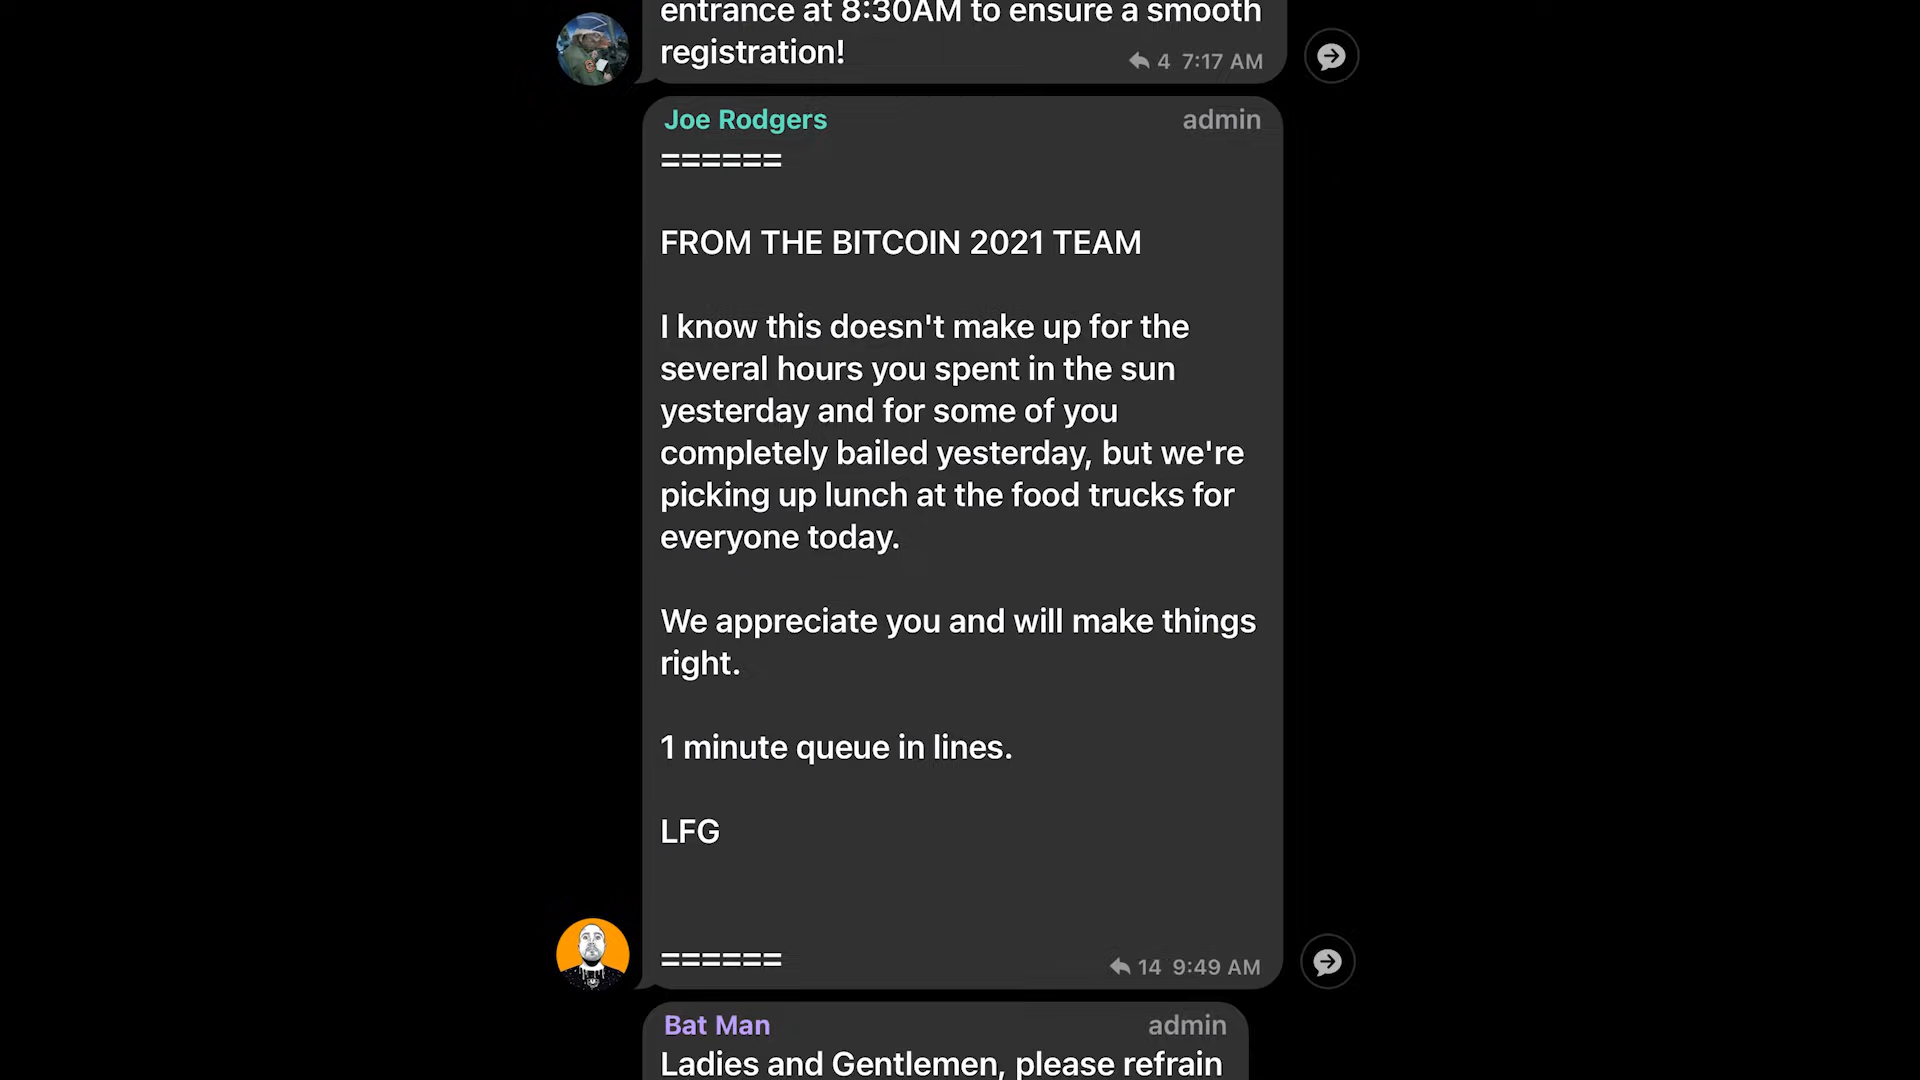 entrance at 8:30AM to ensure a smooth
registration!
4 7:17 AM
Joe Rodgers admin
======
FROM THE BITCOIN 2021 TEAM
I know this doesn't make up for the
several hours you spent in the sun
yesterday and for some of you
completely bailed yesterday, but we're
picking up lunch at the food trucks for
everyone today.
We appreciate you and will make things
right.
1 minute queue in lines.
LFG
======
14 9:49 AM
Bat Man admin
Ladies and Gentlemen, please refrain